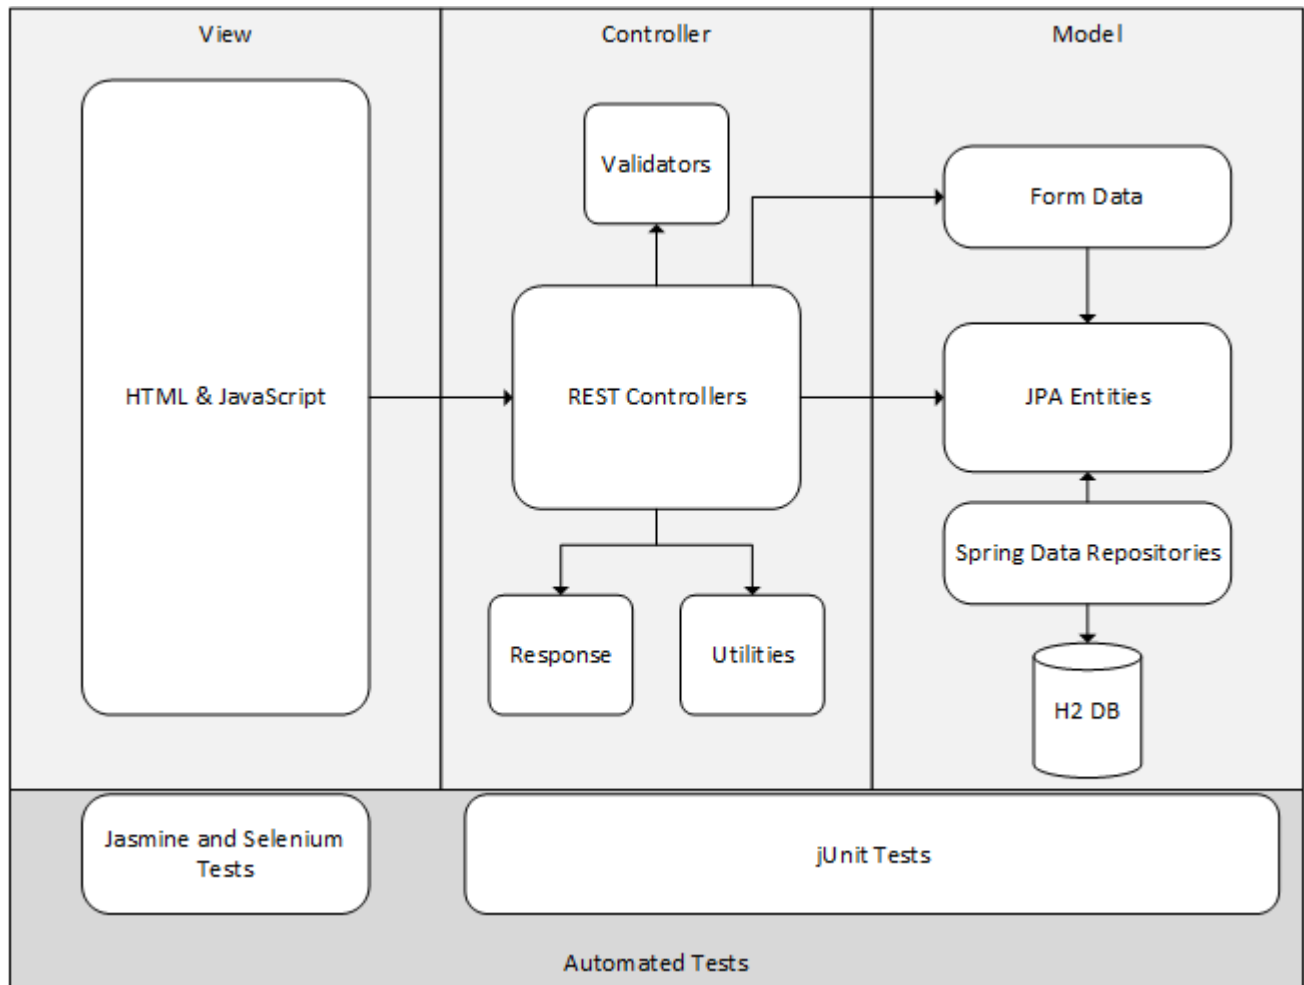 View
Controller
Model
Validators
Form Data
HTML & JavaScript
REST Controllers
JPA Entities
Spring Data Repositories
Response
Utilities
H2 DB
Jasmine and Selenium
Tests
jUnit Tests
Automated Tests